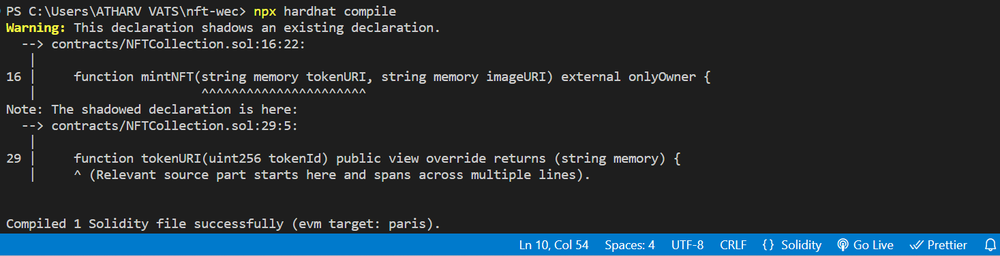 PS C:\Users\ATHARV VATS\nft-wec> npx hardhat compile
Warning: This declaration shadows an existing declaration.
  --> contracts/NFTCollection.sol:16:22:
   |
16 |     function mintNFT(string memory tokenURI, string memory imageURI) external onlyOwner {
   |                      ^^^^^^^^^^^^^^^^^^^^^^
Note: The shadowed declaration is here:
  --> contracts/NFTCollection.sol:29:5:
   |
29 |     function tokenURI(uint256 tokenId) public view override returns (string memory) {
   |     ^ (Relevant source part starts here and spans across multiple lines).
Compiled 1 Solidity file successfully (evm target: paris).
Ln 10, Col 54 Spaces: 4 UTF-8 CRLF {} Solidity Go Live Prettier